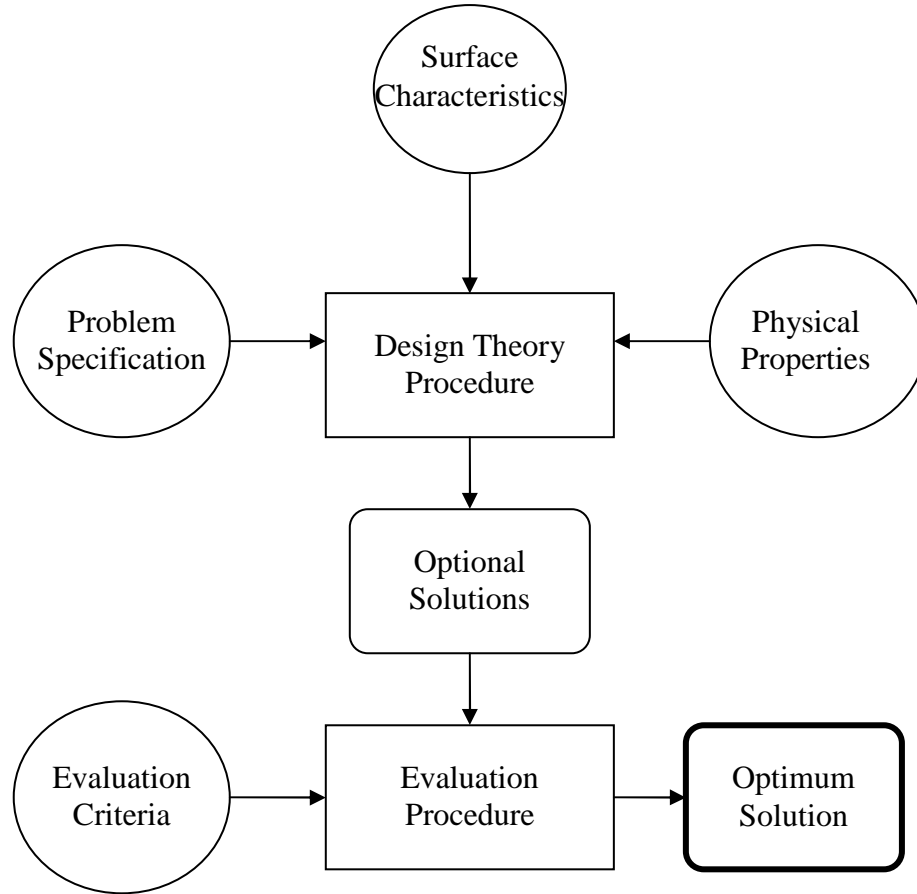 Surface
Characteristics
Problem
Specification
Design Theory
Procedure
Physical
Properties
Optional
Solutions
Evaluation
Criteria
Evaluation
Procedure
Optimum
Solution